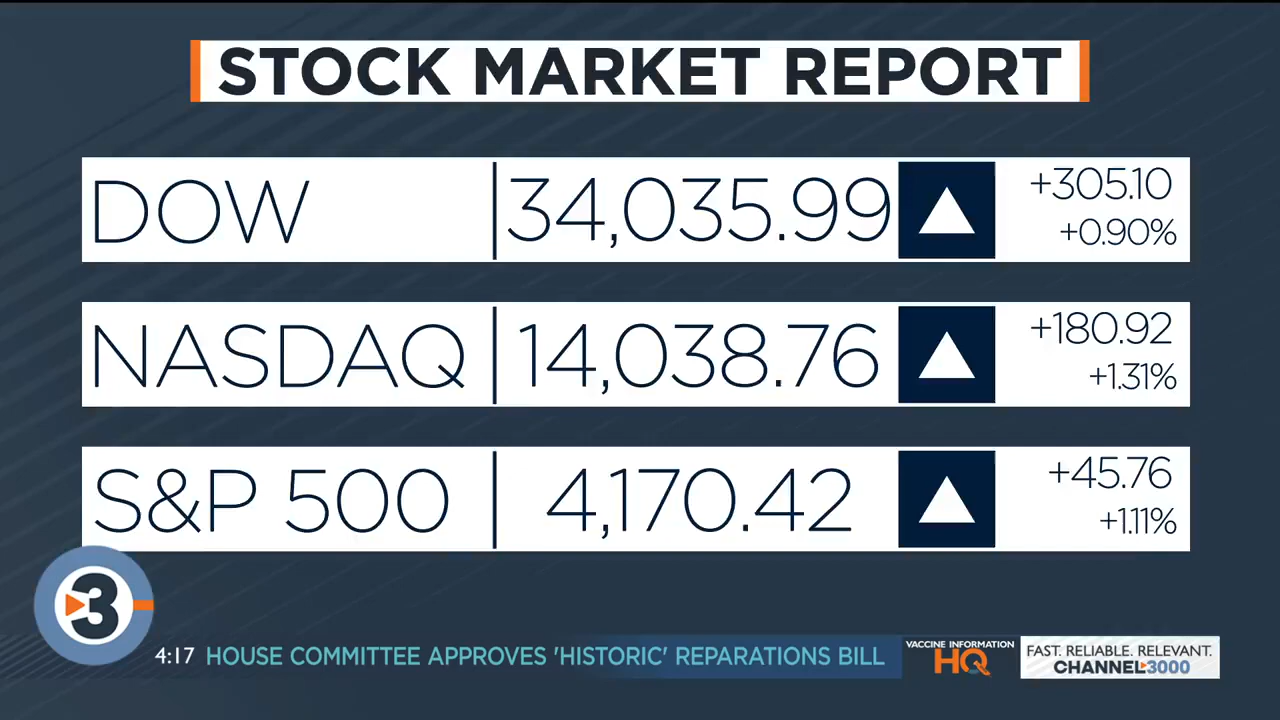 STOCK MARKET REPORT
DOW
34,035.99
+305.10
+0.90%
NASDAQ
14,038.76
+180.92
+1.31%
S&P 500
4,170.42
+45.76
+1.11%
3
4:17 HOUSE COMMITTEE APPROVES 'HISTORIC' REPARATIONS BILL
VACCINE INFORMATION
HQ
FAST. RELIABLE. RELEVANT.
CHANNEL3000